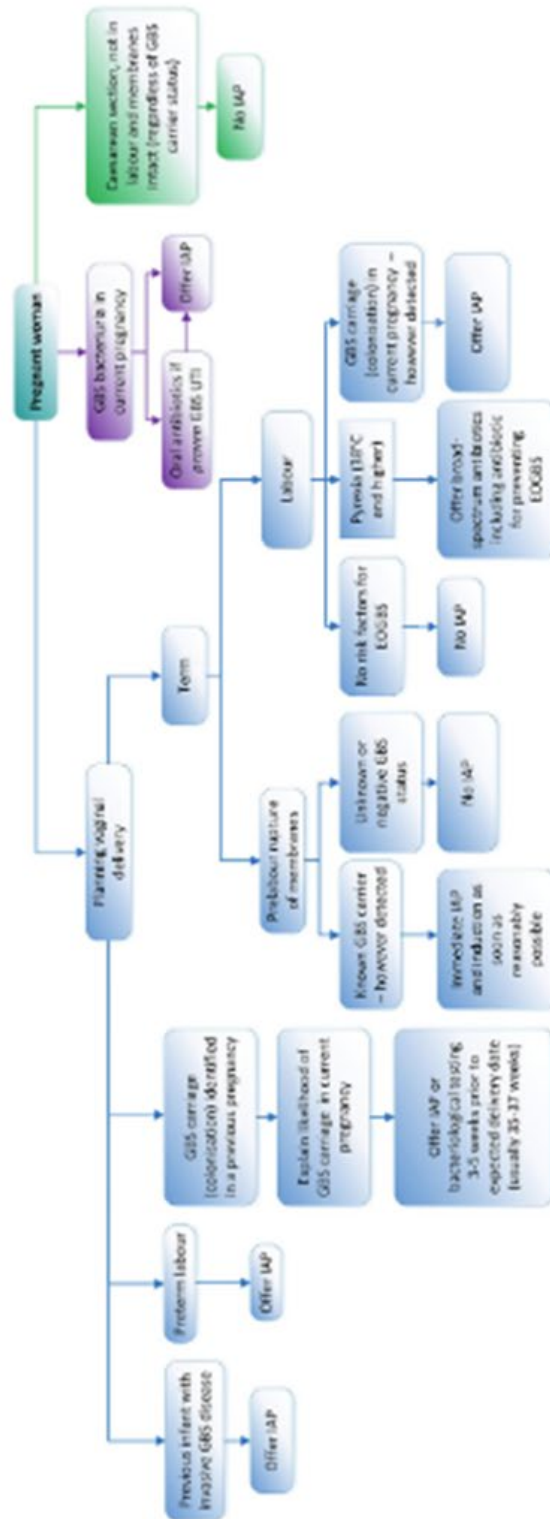 Pregnant woman
Planning vaginal
delivery
GBS bacteriuria in
current pregnancy
Caesarean section, not in
labour and membranes
intact (regardless of GBS
carrier status)
Oral antibiotics if
proven GBS UTI
Offer IAP
No IAP
Previous infant with
invasive GBS disease
Offer IAP
Preterm labour
Offer IAP
GBS carriage
(colonisation) identified
in a previous pregnancy
Explain likelihood of
GBS carriage in current
pregnancy
Offer IAP or
bacteriological testing
3-5 weeks prior to
expected delivery date
(usually 35-37 weeks)
Term
Prelabour rupture
of membranes
Known GBS carrier
– however detected
Immediate IAP
and induction as
soon as
reasonably
possible
Unknown or
negative GBS
status
No IAP
Labour
No risk factors for
EOGBS
No IAP
Pyrexia (38°C
and higher)
Offer broad-
spectrum antibiotics
including antibiotic
for preventing
EOGBS
GBS carriage
(colonisation) in
current pregnancy –
however detected
Offer IAP